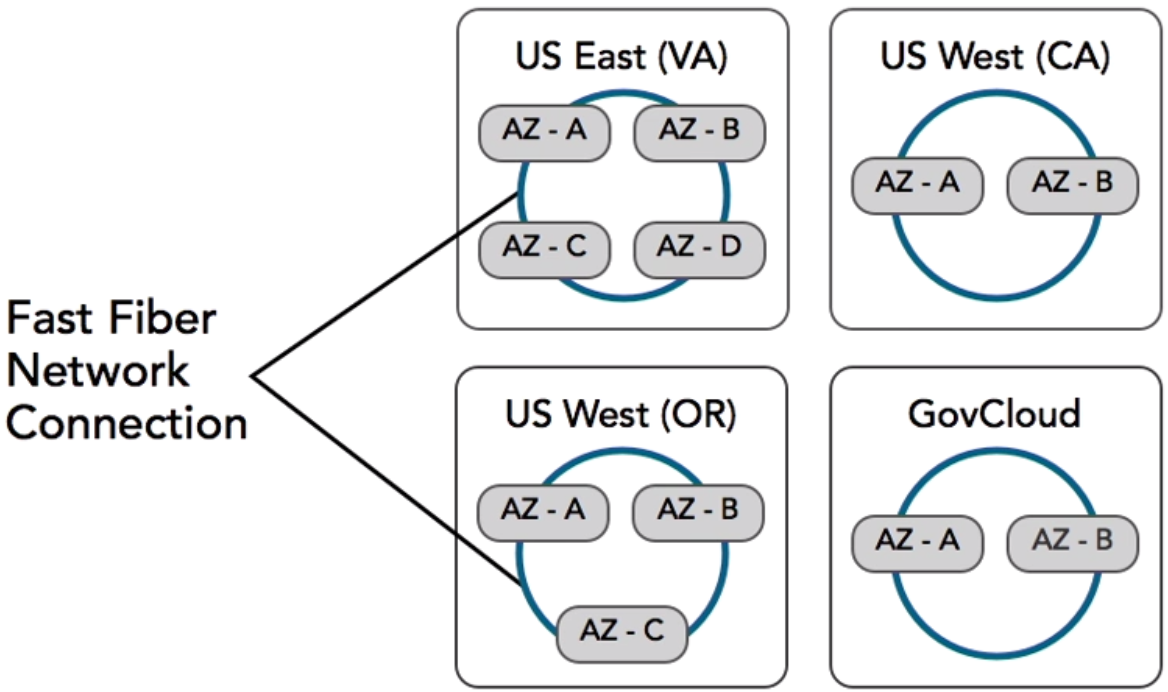 US East (VA)
AZ - A
AZ - B
AZ - C
AZ - D
US West (CA)
AZ - A
AZ - B
Fast Fiber
Network
Connection
US West (OR)
AZ - A
AZ - B
AZ - C
GovCloud
AZ - A
AZ - B